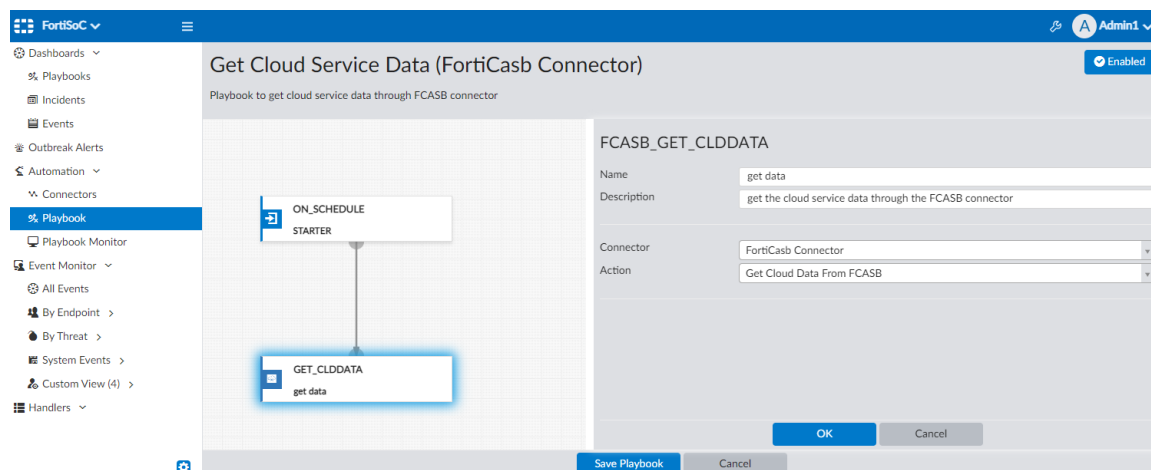 FortiSoC
A Admin1
Dashboards
Playbooks
Incidents
Events
Outbreak Alerts
Automation
Connectors
Playbook
Playbook Monitor
Event Monitor
All Events
By Endpoint
By Threat
System Events
Custom View (4)
Handlers
Get Cloud Service Data (FortiCasb Connector)
Enabled
Playbook to get cloud service data through FCASB connector
ON_SCHEDULE
STARTER
GET_CLDDATA
get data
FCASB_GET_CLDDATA
Name get data
Description get the cloud service data through the FCASB connector
Connector FortiCasb Connector
Action Get Cloud Data From FCASB
OK Cancel
Save Playbook Cancel